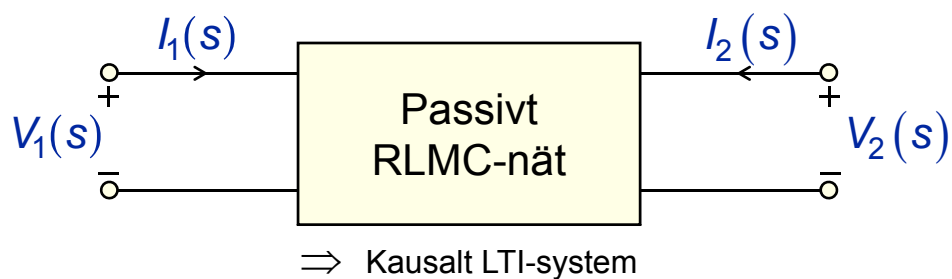 I₁(s)
I₂(s)
+
+
V₁(s)
Passivt
RLMC-nät
V₂(s)
−
−
⇒ Kausalt LTI-system